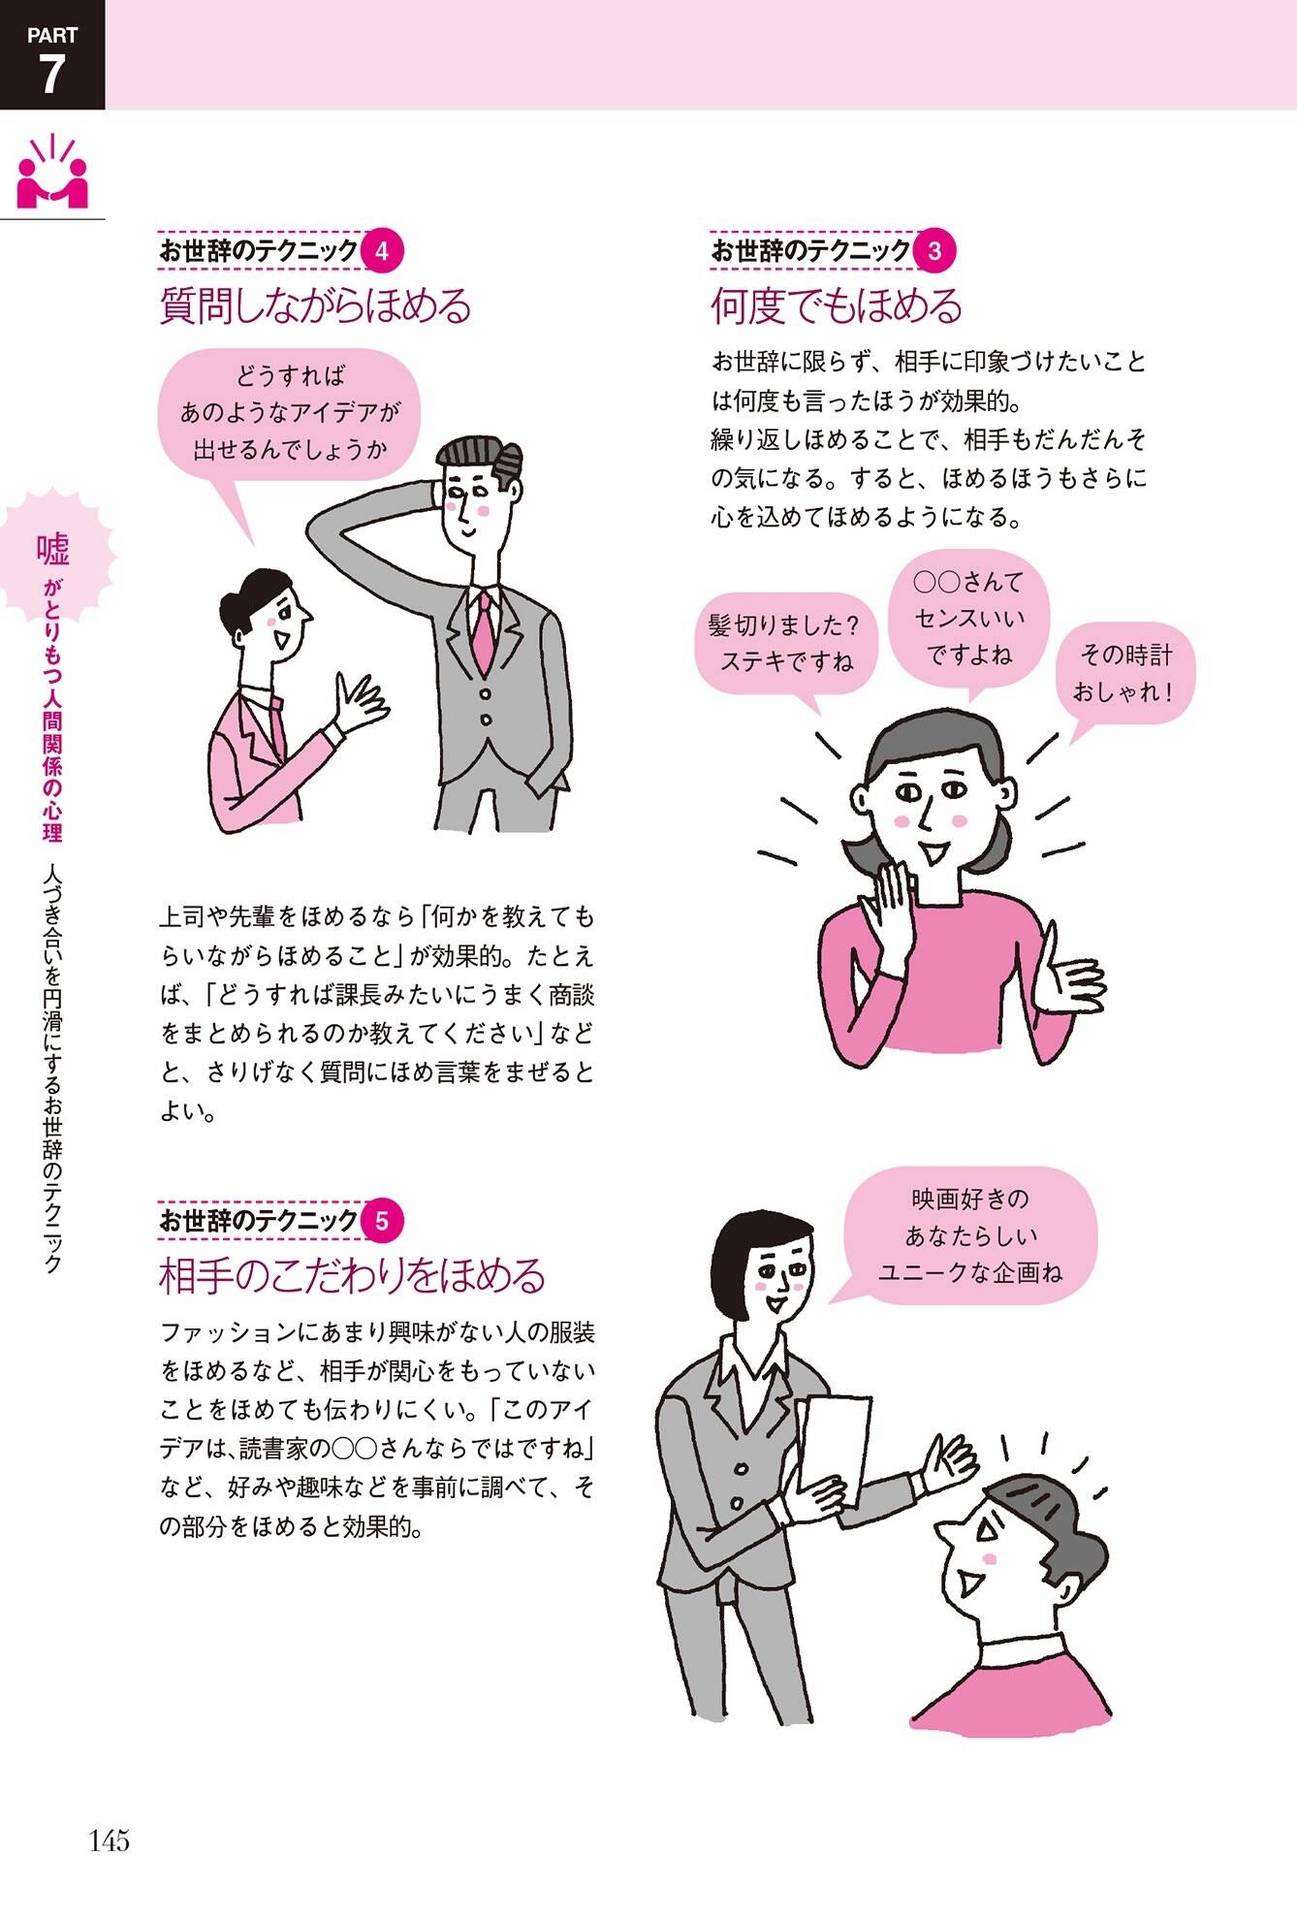 PART
7
お世辞のテクニック3
何度でもほめる
お世辞に限らず、相手に印象づけたいこと
は何度も言ったほうが効果的。
繰り返しほめることで、相手もだんだんそ
の気になる。すると、ほめるほうもさらに
心を込めてほめるようになる。
〇〇さんて
センスいい
ですよね
髪切りました?
ステキですね
その時計
おしゃれ!
お世辞のテクニック4
質問しながらほめる
どうすれば
あのようなアイデアが
出せるんでしょうか
上司や先輩をほめるなら「何かを教えても
らいながらほめること」が効果的。たとえ
ば、「どうすれば課長みたいにうまく商談
をまとめられるのか教えてください」など
と、さりげなく質問にほめ言葉をまぜると
よい。
お世辞のテクニック5
相手のこだわりをほめる
ファッションにあまり興味がない人の服装
をほめるなど、相手が関心をもっていない
ことをほめても伝わりにくい。「このアイ
デアは、読書家の〇〇さんならではですね」
など、好みや趣味などを事前に調べて、そ
の部分をほめると効果的。
映画好きの
あなたらしい
ユニークな企画ね
嘘がとりもつ人間関係の心理 人づき合いを円滑にするお世辞のテクニック
145